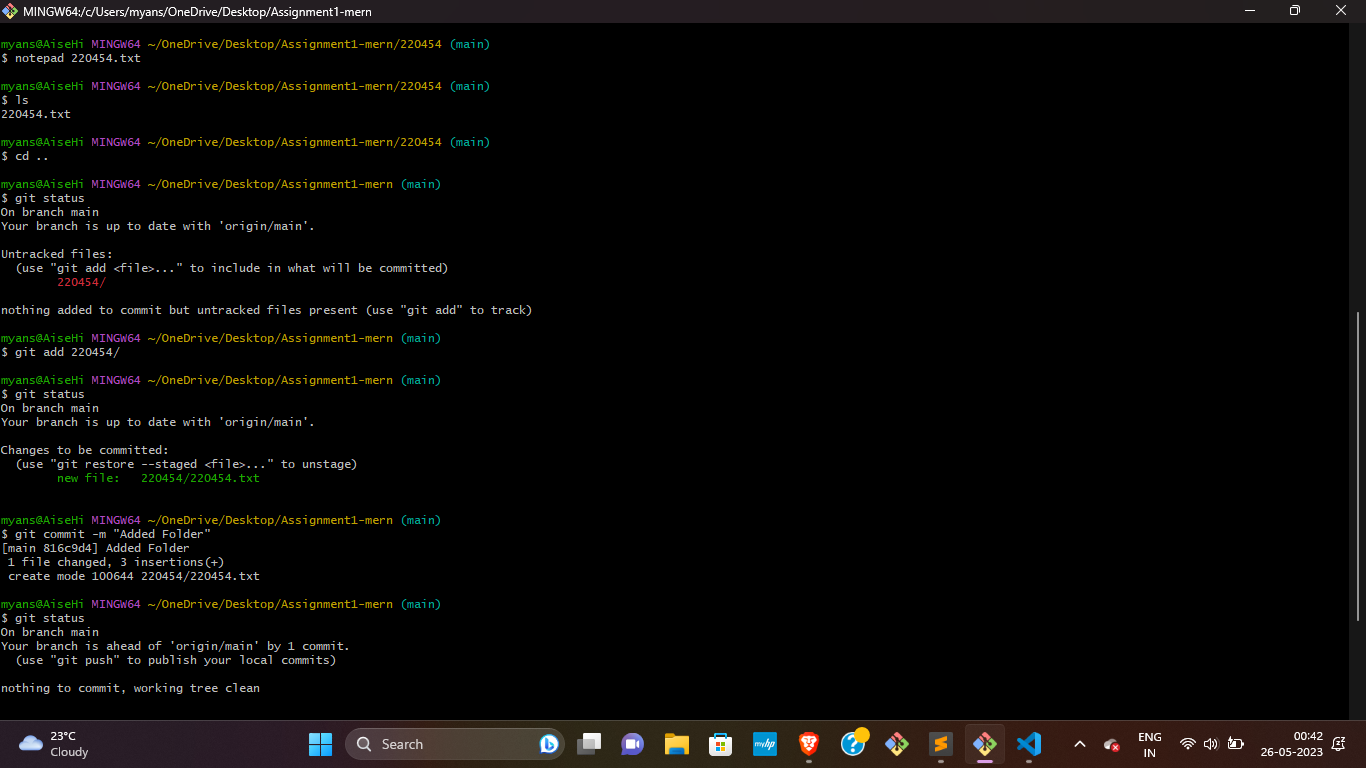 MINGW64:/c/Users/myans/OneDrive/Desktop/Assignment1-mern
myans@AiseHi MINGW64 ~/OneDrive/Desktop/Assignment1-mern/220454 (main)
$ notepad 220454.txt
myans@AiseHi MINGW64 ~/OneDrive/Desktop/Assignment1-mern/220454 (main)
$ ls
220454.txt
myans@AiseHi MINGW64 ~/OneDrive/Desktop/Assignment1-mern/220454 (main)
$ cd ..
myans@AiseHi MINGW64 ~/OneDrive/Desktop/Assignment1-mern (main)
$ git status
On branch main
Your branch is up to date with 'origin/main'.
Untracked files:
  (use "git add <file>..." to include in what will be committed)
        220454/
nothing added to commit but untracked files present (use "git add" to track)
myans@AiseHi MINGW64 ~/OneDrive/Desktop/Assignment1-mern (main)
$ git add 220454/
myans@AiseHi MINGW64 ~/OneDrive/Desktop/Assignment1-mern (main)
$ git status
On branch main
Your branch is up to date with 'origin/main'.
Changes to be committed:
  (use "git restore --staged <file>..." to unstage)
        new file:   220454/220454.txt
myans@AiseHi MINGW64 ~/OneDrive/Desktop/Assignment1-mern (main)
$ git commit -m "Added Folder"
[main 816c9d4] Added Folder
 1 file changed, 3 insertions(+)
 create mode 100644 220454/220454.txt
myans@AiseHi MINGW64 ~/OneDrive/Desktop/Assignment1-mern (main)
$ git status
On branch main
Your branch is ahead of 'origin/main' by 1 commit.
  (use "git push" to publish your local commits)
nothing to commit, working tree clean
23°C
Cloudy
Search
myhp
ENG
IN
00:42
26-05-2023